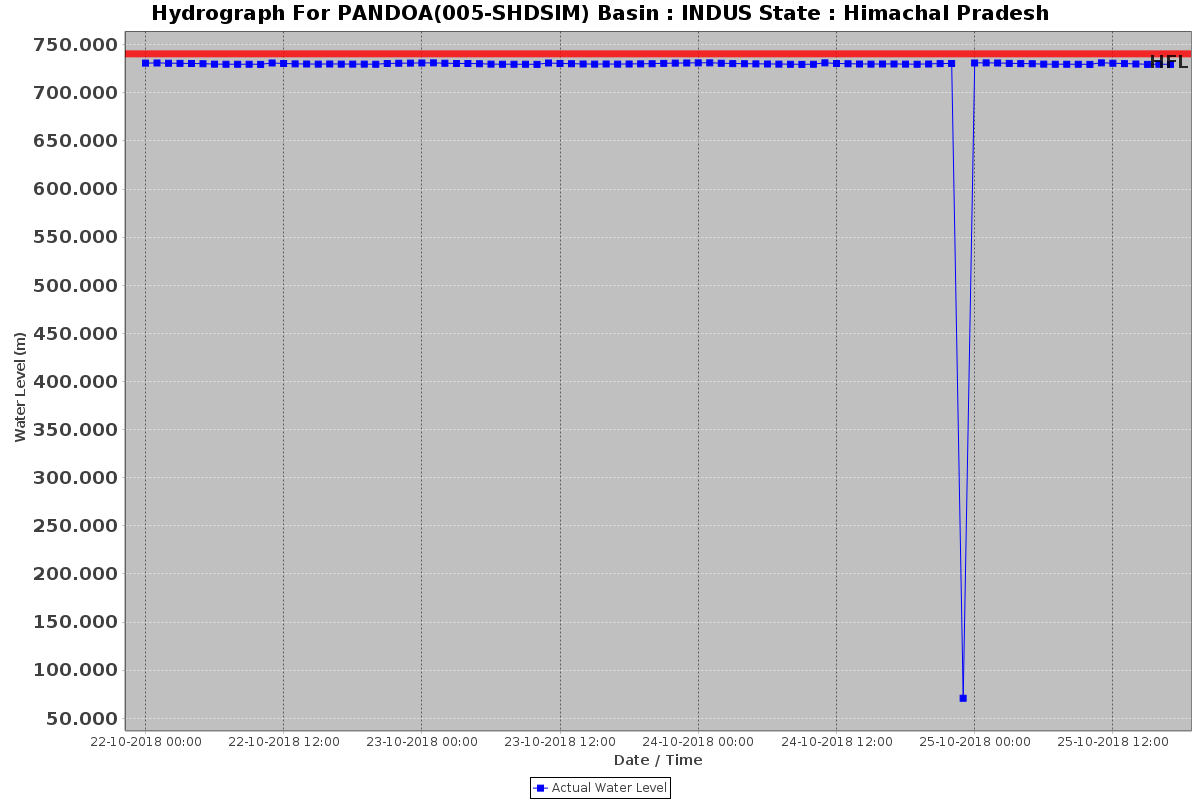 Hydrograph For PANDOA(005-SHDSIM) Basin : INDUS State : Himachal Pradesh
750.000
HFL
700.000
650.000
600.000
550.000
500.000
450.000
400.000
350.000
300.000
250.000
200.000
150.000
100.000
50.000
Water Level (m)
22-10-2018 00:00 22-10-2018 12:00 23-10-2018 00:00 23-10-2018 12:00 24-10-2018 00:00 24-10-2018 12:00 25-10-2018 00:00 25-10-2018 12:00
Date / Time
Actual Water Level